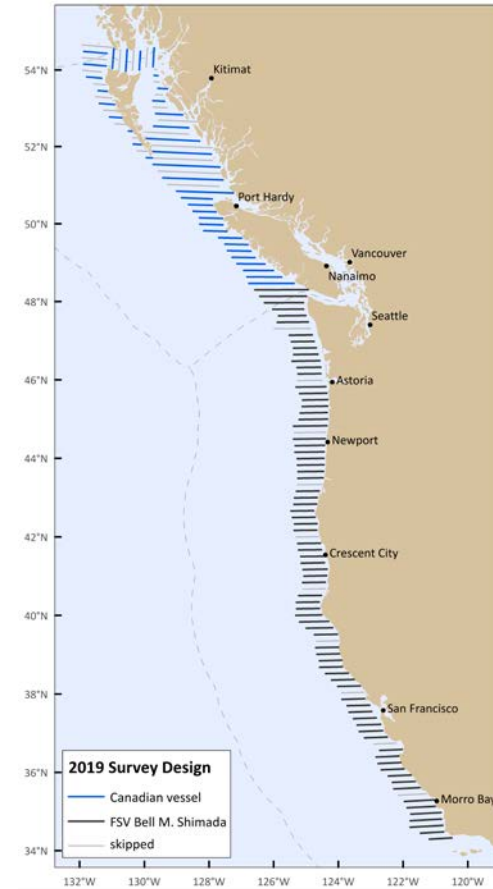 54°N
Kitimat
52°N
Port Hardy
50°N
Vancouver
Nanaimo
48°N
Seattle
46°N
Astoria
Newport
44°N
42°N
Crescent City
40°N
38°N
San Francisco
36°N
2019 Survey Design
Canadian vessel
FSV Bell M. Shimada
skipped
Morro Bay
34°N
132°W 130°W 128°W 126°W 124°W 122°W 120°W